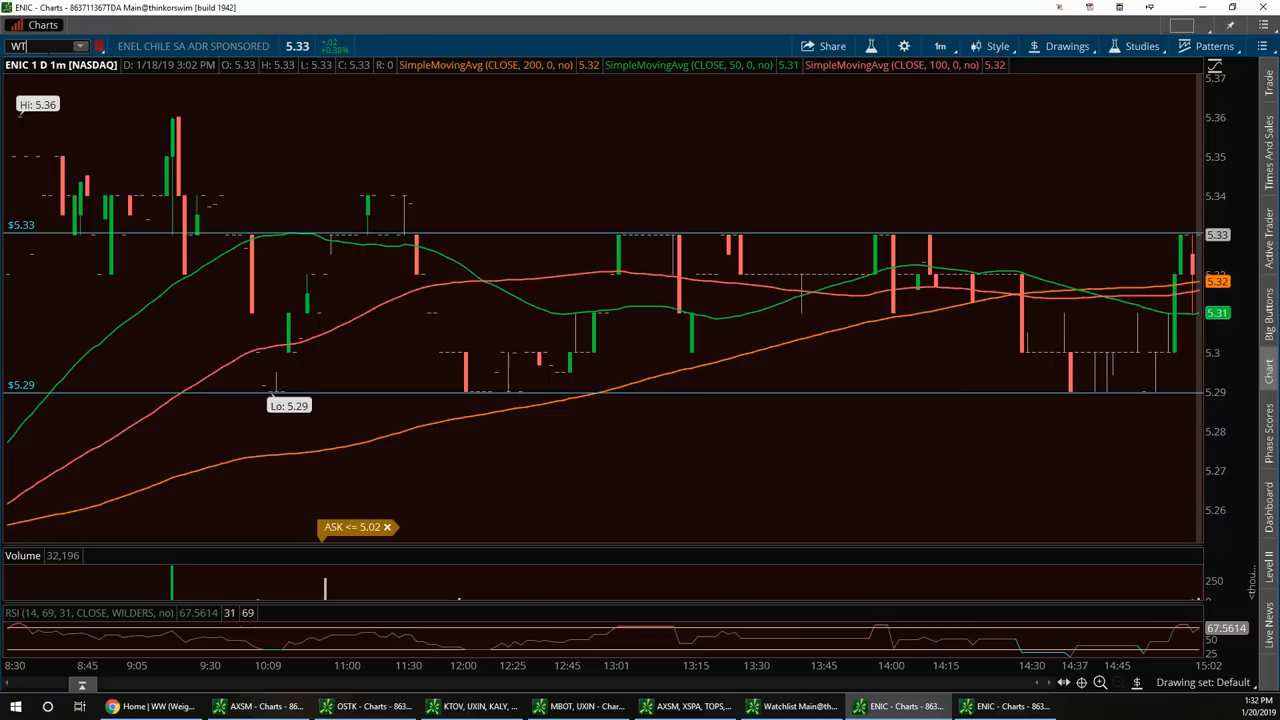 ENIC - Charts - 863711367TDA Main@thinkorswim [build 1942]
Charts
WT
ENEL CHILE SA ADR SPONSORED 5.33 +.02 +0.38% Share 1m Style Drawings Studies Patterns
ENIC 1 D 1m [NASDAQ] D: 1/18/19 3:02 PM O: 5.33 H: 5.33 L: 5.33 C: 5.33 R: 0 SimpleMovingAvg (CLOSE, 200, 0, no) 5.32 SimpleMovingAvg (CLOSE, 50, 0, no) 5.31 SimpleMovingAvg (CLOSE, 100, 0, no) 5.32
5.37
Hi: 5.36
5.36
5.35
5.34
$5.33
5.33
5.32
5.31
5.3
$5.29
5.29
Lo: 5.29
5.28
5.27
5.26
ASK <= 5.02
Volume 32,196
250
<thou...
RSI (14, 69, 31, CLOSE, WILDERS, no) 67.5614 31 69
67.5614
50
25
8:30 8:45 9:05 9:30 10:09 11:00 11:30 12:00 12:25 12:45 13:01 13:15 13:45 14:00 14:15 14:30 14:37 14:45 15:02
Drawing set: Default
Trade
Times And Sales
Active Trader
Big Buttons
Chart
Phase Scores
Dashboard
Level II
Live News
Home | WW (Weig...
AXSM - Charts - 86...
OSTK - Charts - 863...
KTOV, UXIN, KALY, ...
MBOT, UXIN - Char...
AXSM, XSPA, TOPS,...
Watchlist Main@th...
ENIC - Charts - 863...
ENIC - Charts - 863...
1:32 PM
1/20/2019